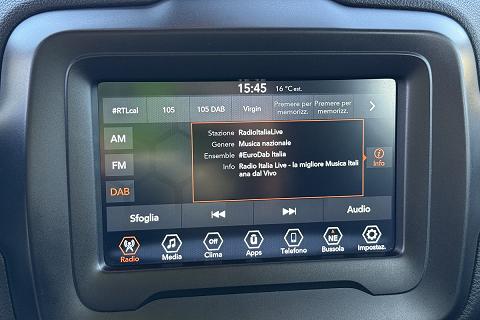 15:45 16 °C est.
#RTLcal 105 105 DAB Virgin Premere per memorizz. Premere per memorizz.
AM
FM
DAB
Stazione RadioItaliaLive
Genere Musica nazionale
Ensemble #EuroDab Italia
Info Radio Italia Live - la migliore Musica Itali
ana dal Vivo
Info
Sfoglia Audio
Off NE
Radio Media Clima Apps Telefono Bussola Impostaz.